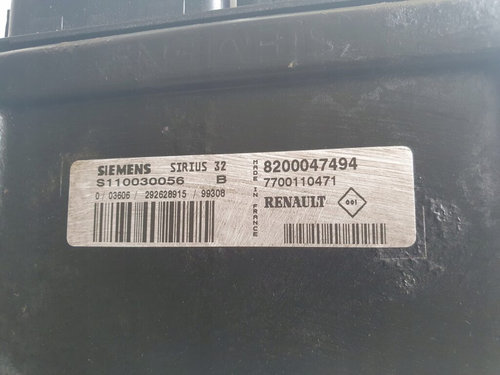 SIEMENS SIRIUS 32
S110030056 B
0 / 03606 / 292628915 / 99308
MADE IN FRANCE
8200047494
7700110471
RENAULT 001